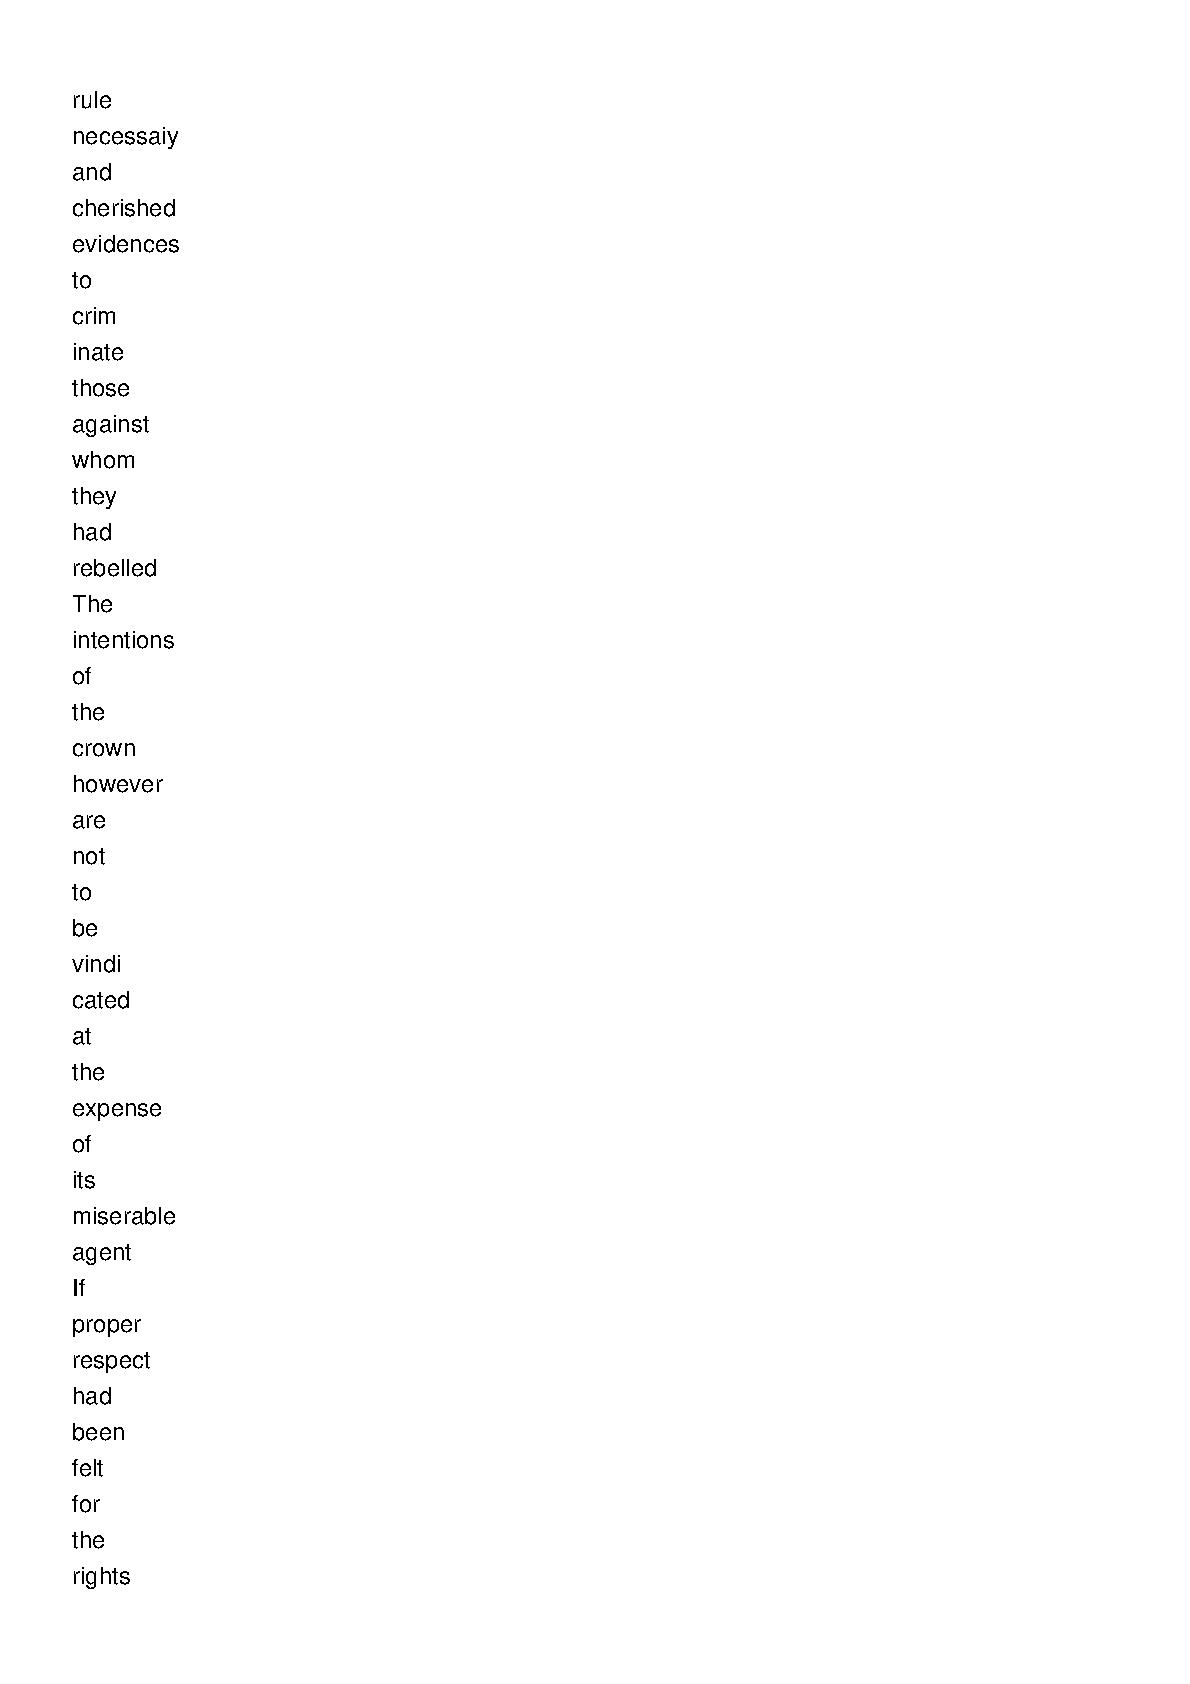 rule
necessaiy
and
cherished
evidences
to
crim
inate
those
against
whom
they
had
rebelled
The
intentions
of
the
crown
however
are
not
to
be
vindi
cated
at
the
expense
of
its
miserable
agent
If
proper
respect
had
been
felt
for
the
rights